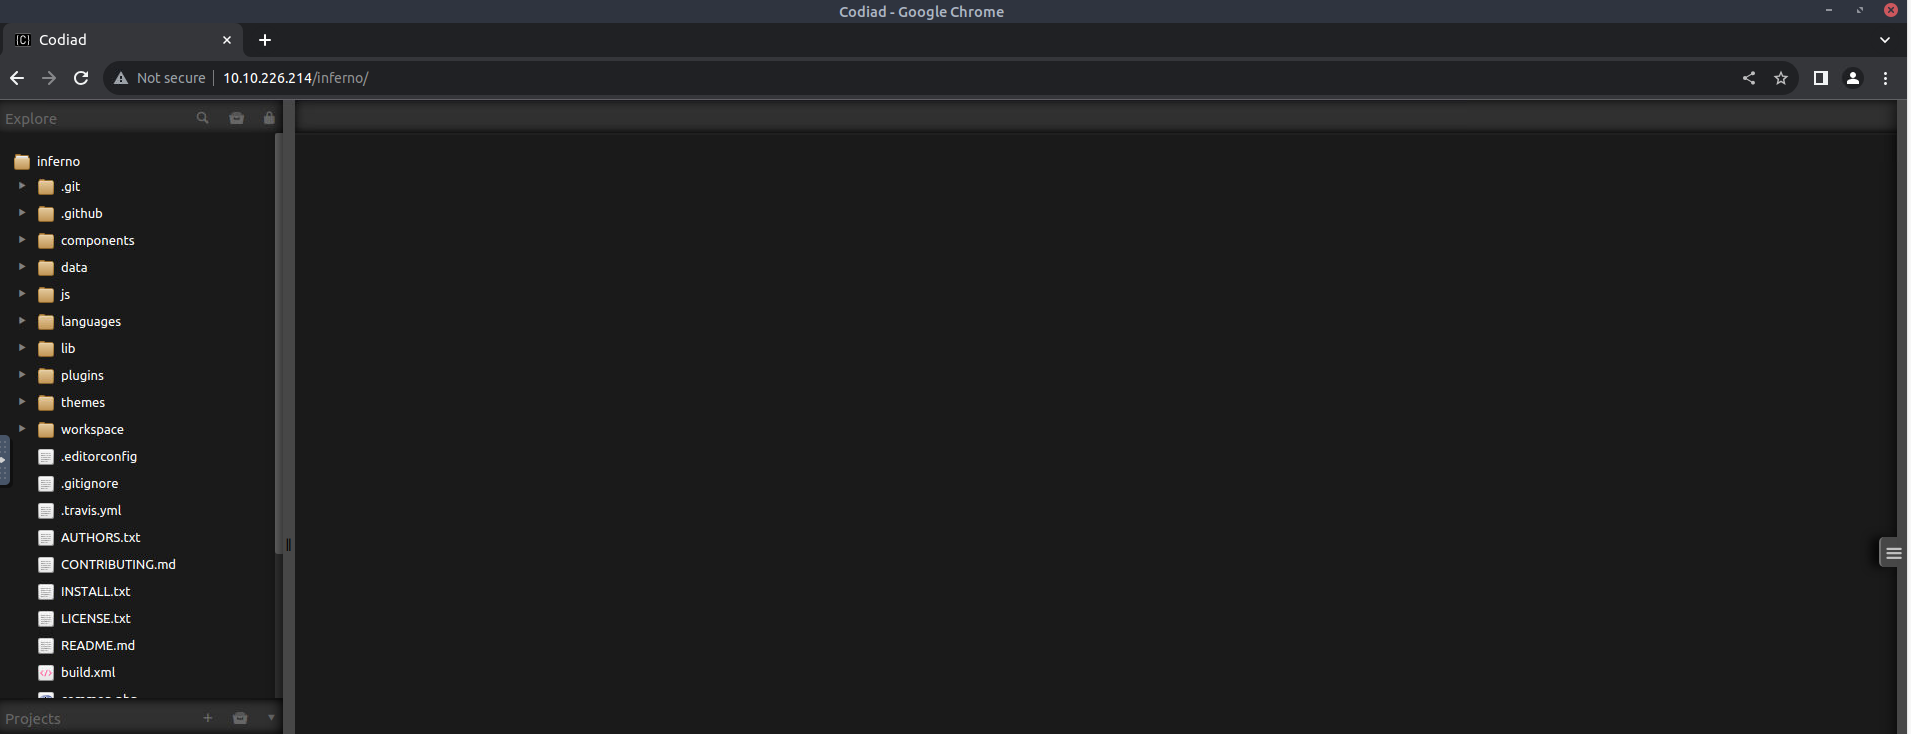 Codiad - Google Chrome
[C] Codiad
Not secure 10.10.226.214/inferno/
Explore
inferno
.git
.github
components
data
js
languages
lib
plugins
themes
workspace
.editorconfig
.gitignore
.travis.yml
AUTHORS.txt
CONTRIBUTING.md
INSTALL.txt
LICENSE.txt
README.md
build.xml
common.php
Projects